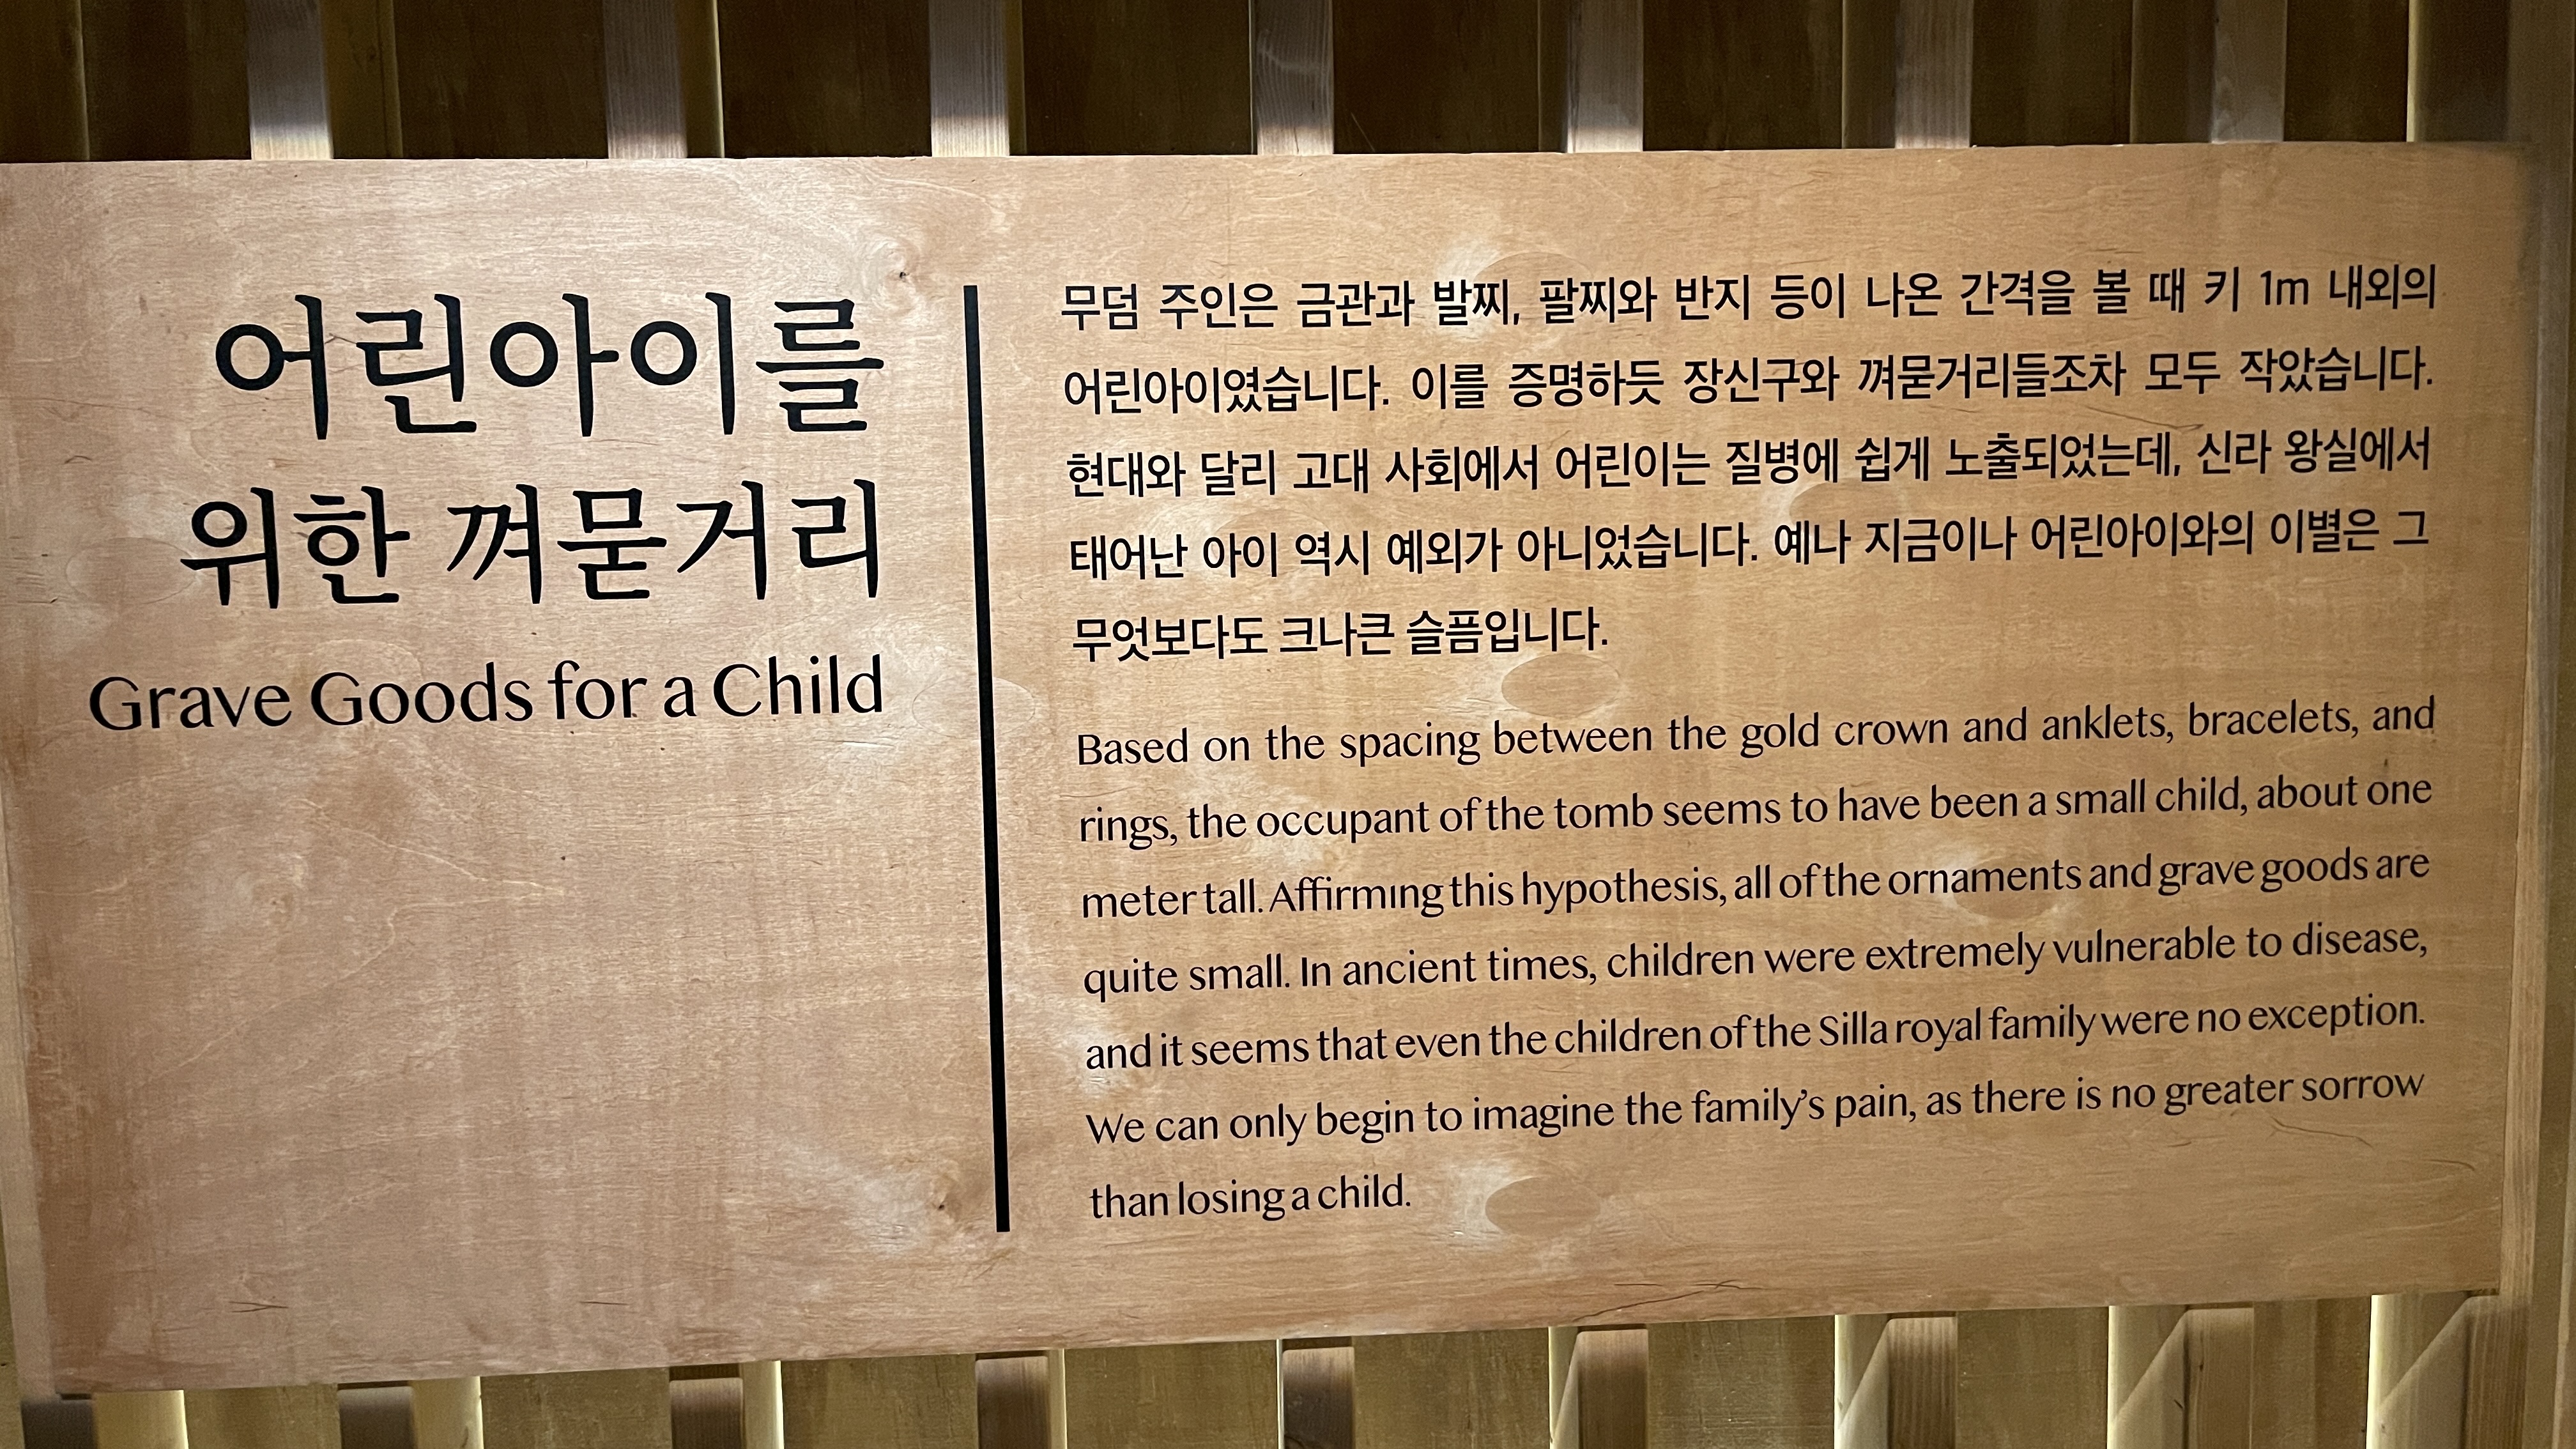 어린아이를
위한 껴묻거리
Grave Goods for a Child
무덤 주인은 금관과 발찌, 팔찌와 반지 등이 나온 간격을 볼 때 키 1m 내외의
어린아이였습니다. 이를 증명하듯 장신구와 껴묻거리들조차 모두 작았습니다.
현대와 달리 고대 사회에서 어린이는 질병에 쉽게 노출되었는데, 신라 왕실에서
태어난 아이 역시 예외가 아니었습니다. 예나 지금이나 어린아이와의 이별은 그
무엇보다도 크나큰 슬픔입니다.
Based on the spacing between the gold crown and anklets, bracelets, and
rings, the occupant of the tomb seems to have been a small child, about one
meter tall. Affirming this hypothesis, all of the ornaments and grave goods are
quite small. In ancient times, children were extremely vulnerable to disease,
and it seems that even the children of the Silla royal family were no exception.
We can only begin to imagine the family's pain, as there is no greater sorrow
than losing a child.